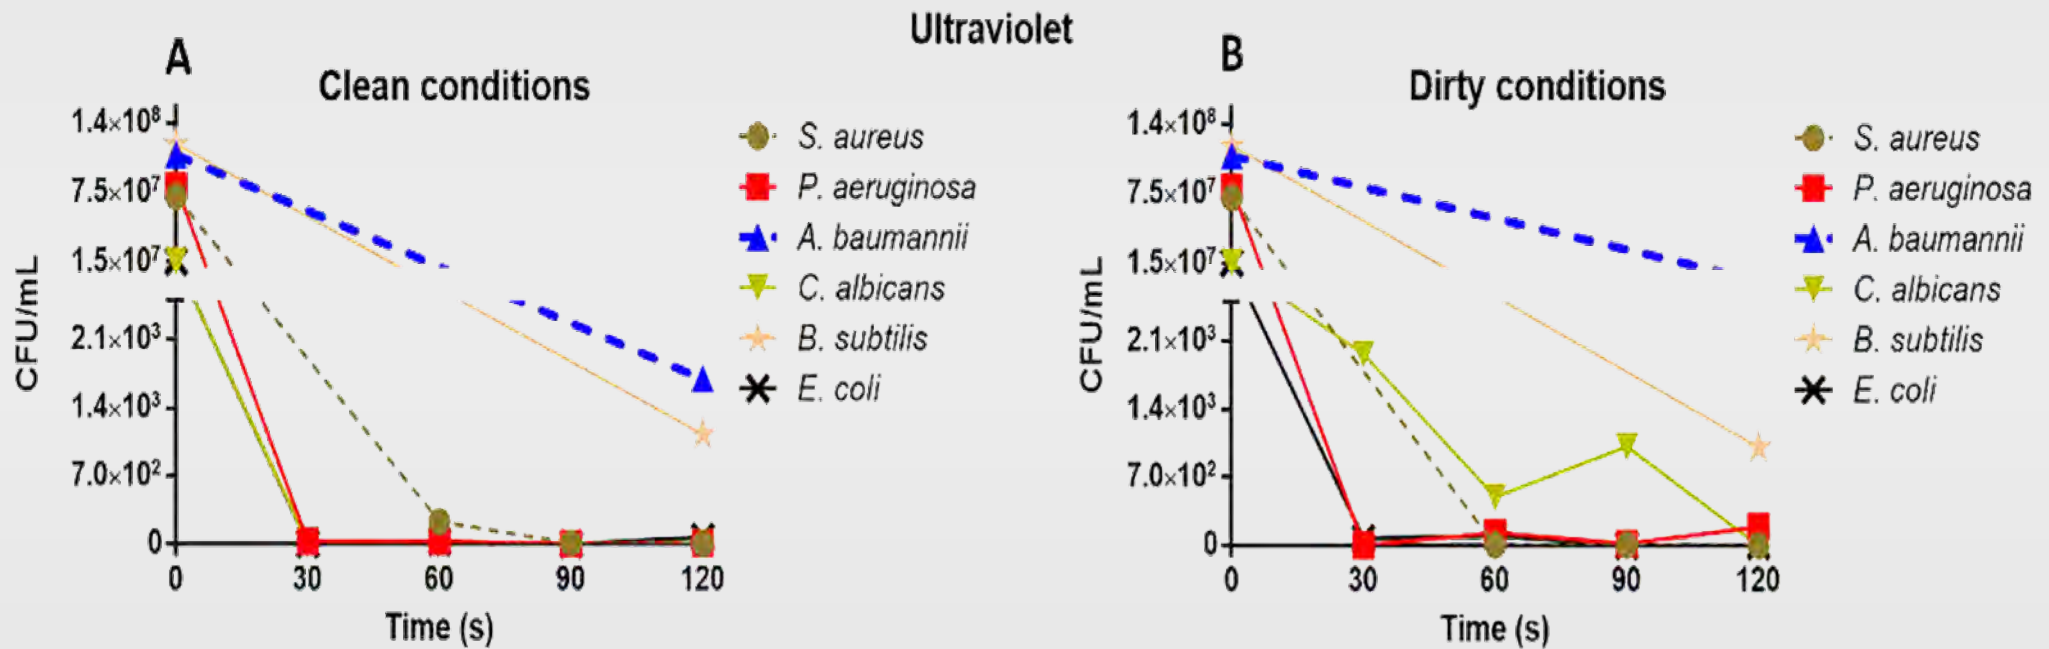 Ultraviolet
A
Clean conditions
CFU/mL
1.4×10⁸
7.5×10⁷
1.5×10⁷
2.1×10³
1.4×10³
7.0×10²
0
0 30 60 90 120
Time (s)
S. aureus
P. aeruginosa
A. baumannii
C. albicans
B. subtilis
E. coli
B
Dirty conditions
CFU/mL
1.4×10⁸
7.5×10⁷
1.5×10⁷
2.1×10³
1.4×10³
7.0×10²
0
0 30 60 90 120
Time (s)
S. aureus
P. aeruginosa
A. baumannii
C. albicans
B. subtilis
E. coli